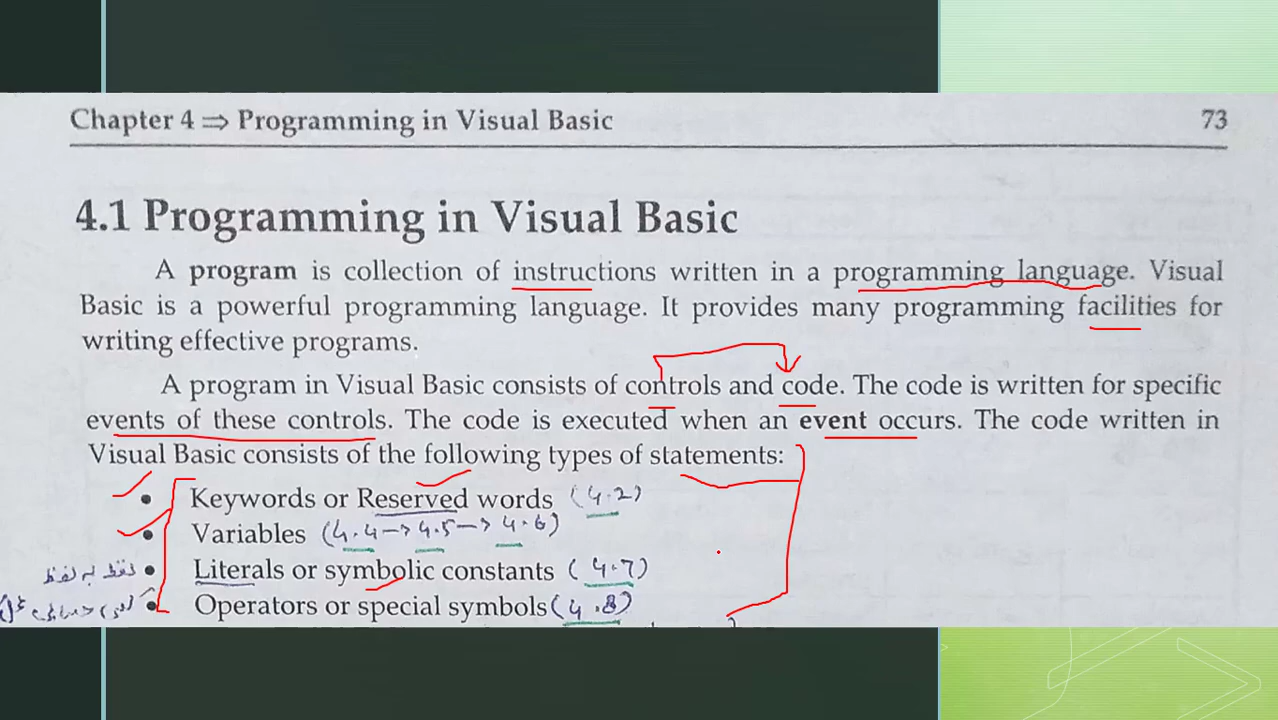 Chapter 4 ⇒ Programming in Visual Basic 73
4.1 Programming in Visual Basic
A program is collection of instructions written in a programming language. Visual
Basic is a powerful programming language. It provides many programming facilities for
writing effective programs.
A program in Visual Basic consists of controls and code. The code is written for specific
events of these controls. The code is executed when an event occurs. The code written in
Visual Basic consists of the following types of statements:
• Keywords or Reserved words (4.2)
• Variables (4.4→4.5→4.6)
لفظ بہ لفظ • Literals or symbolic constants (4.7)
• Operators or special symbols (4.8)